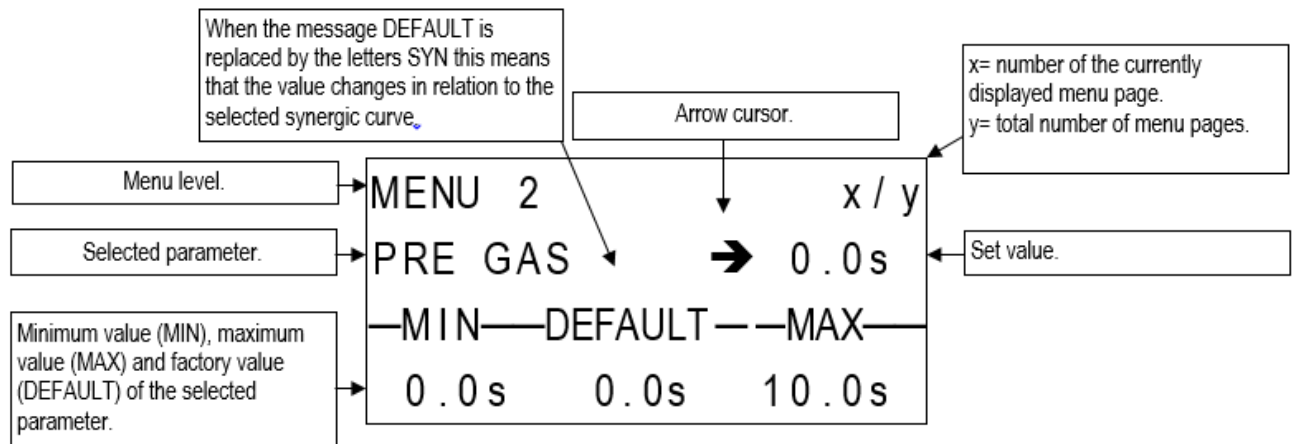 When the message DEFAULT is
replaced by the letters SYN this means
that the value changes in relation to the
selected synergic curve.
Arrow cursor.
x= number of the currently
displayed menu page.
y= total number of menu pages.
Menu level.
MENU 2 x / y
Selected parameter.
PRE GAS ➔ 0.0s
Set value.
Minimum value (MIN), maximum
value (MAX) and factory value
(DEFAULT) of the selected
parameter.
—MIN——DEFAULT— —MAX——
0.0s 0.0s 10.0s